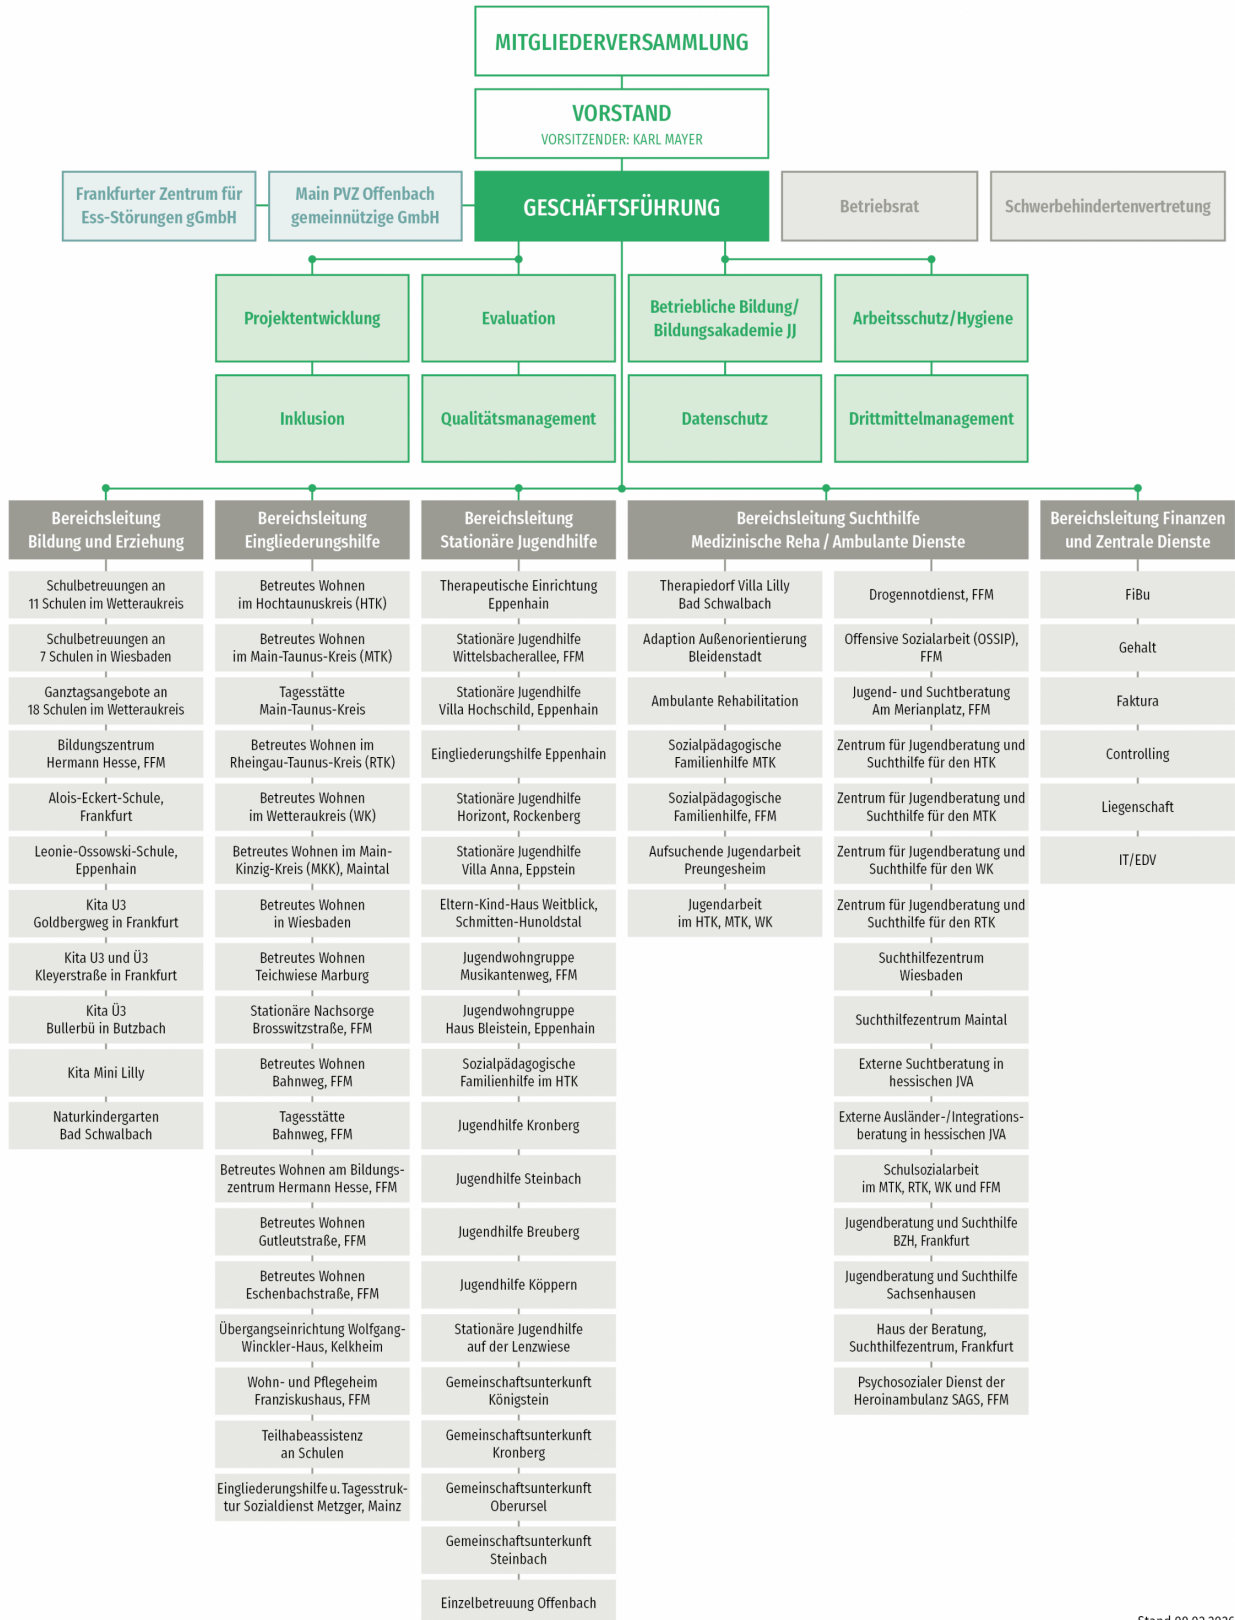 MITGLIEDERVERSAMMLUNG
VORSTAND
VORSITZENDER: KARL MAYER
Frankfurter Zentrum für
Ess-Störungen gGmbH
Main PVZ Offenbach
gemeinnützige GmbH
GESCHÄFTSFÜHRUNG
Betriebsrat
Schwerbehindertenvertretung
Projektentwicklung
Evaluation
Betriebliche Bildung/
Bildungsakademie JJ
Arbeitsschutz/Hygiene
Inklusion
Qualitätsmanagement
Datenschutz
Drittmittelmanagement
Bereichsleitung
Bildung und Erziehung
Schulbetreuungen an
11 Schulen im Wetteraukreis
Schulbetreuungen an
7 Schulen in Wiesbaden
Ganztagsangebote an
18 Schulen im Wetteraukreis
Bildungszentrum
Hermann Hesse, FFM
Alois-Eckert-Schule,
Frankfurt
Leonie-Ossowski-Schule,
Eppenhain
Kita U3
Goldbergweg in Frankfurt
Kita U3 und Ü3
Kleyerstraße in Frankfurt
Kita Ü3
Bullerbü in Butzbach
Kita Mini Lilly
Naturkindergarten
Bad Schwalbach
Bereichsleitung
Eingliederungshilfe
Betreutes Wohnen
im Hochtaunuskreis (HTK)
Betreutes Wohnen
im Main-Taunus-Kreis (MTK)
Tagesstätte
Main-Taunus-Kreis
Betreutes Wohnen im
Rheingau-Taunus-Kreis (RTK)
Betreutes Wohnen
im Wetteraukreis (WK)
Betreutes Wohnen im Main-
Kinzig-Kreis (MKK), Maintal
Betreutes Wohnen
in Wiesbaden
Betreutes Wohnen
Teichwiese Marburg
Stationäre Nachsorge
Brosswitzstraße, FFM
Betreutes Wohnen
Bahnweg, FFM
Tagesstätte
Bahnweg, FFM
Betreutes Wohnen am Bildungs-
zentrum Hermann Hesse, FFM
Betreutes Wohnen
Gutleutstraße, FFM
Betreutes Wohnen
Eschenbachstraße, FFM
Übergangseinrichtung Wolfgang-
Winckler-Haus, Kelkheim
Wohn- und Pflegeheim
Franziskushaus, FFM
Teilhabeassistenz
an Schulen
Eingliederungshilfe u. Tagesstruk-
tur Sozialdienst Metzger, Mainz
Bereichsleitung
Stationäre Jugendhilfe
Therapeutische Einrichtung
Eppenhain
Stationäre Jugendhilfe
Wittelsbacherallee, FFM
Stationäre Jugendhilfe
Villa Hochschild, Eppenhain
Eingliederungshilfe Eppenhain
Stationäre Jugendhilfe
Horizont, Rockenberg
Stationäre Jugendhilfe
Villa Anna, Eppstein
Eltern-Kind-Haus Weitblick,
Schmitten-Hunoldstal
Jugendwohngruppe
Musikantenweg, FFM
Jugendwohngruppe
Haus Bleistein, Eppenhain
Sozialpädagogische
Familienhilfe im HTK
Jugendhilfe Kronberg
Jugendhilfe Steinbach
Jugendhilfe Breuberg
Jugendhilfe Köppern
Stationäre Jugendhilfe
auf der Lenzwiese
Gemeinschaftsunterkunft
Königstein
Gemeinschaftsunterkunft
Kronberg
Gemeinschaftsunterkunft
Oberursel
Gemeinschaftsunterkunft
Steinbach
Einzelbetreuung Offenbach
Bereichsleitung Suchthilfe
Medizinische Reha / Ambulante Dienste
Therapiedorf Villa Lilly
Bad Schwalbach
Adaption Außenorientierung
Bleidenstadt
Ambulante Rehabilitation
Sozialpädagogische
Familienhilfe MTK
Sozialpädagogische
Familienhilfe, FFM
Aufsuchende Jugendarbeit
Preungesheim
Jugendarbeit
im HTK, MTK, WK
Drogennotdienst, FFM
Offensive Sozialarbeit (OSSIP),
FFM
Jugend- und Suchtberatung
Am Merianplatz, FFM
Zentrum für Jugendberatung und
Suchthilfe für den HTK
Zentrum für Jugendberatung und
Suchthilfe für den MTK
Zentrum für Jugendberatung und
Suchthilfe für den WK
Zentrum für Jugendberatung und
Suchthilfe für den RTK
Suchthilfezentrum
Wiesbaden
Suchthilfezentrum Maintal
Externe Suchtberatung in
hessischen JVA
Externe Ausländer-/Integrations-
beratung in hessischen JVA
Schulsozialarbeit
im MTK, RTK, WK und FFM
Jugendberatung und Suchthilfe
BZH, Frankfurt
Jugendberatung und Suchthilfe
Sachsenhausen
Haus der Beratung,
Suchthilfezentrum, Frankfurt
Psychosozialer Dienst der
Heroinambulanz SAGS, FFM
Bereichsleitung Finanzen
und Zentrale Dienste
FiBu
Gehalt
Faktura
Controlling
Liegenschaft
IT/EDV